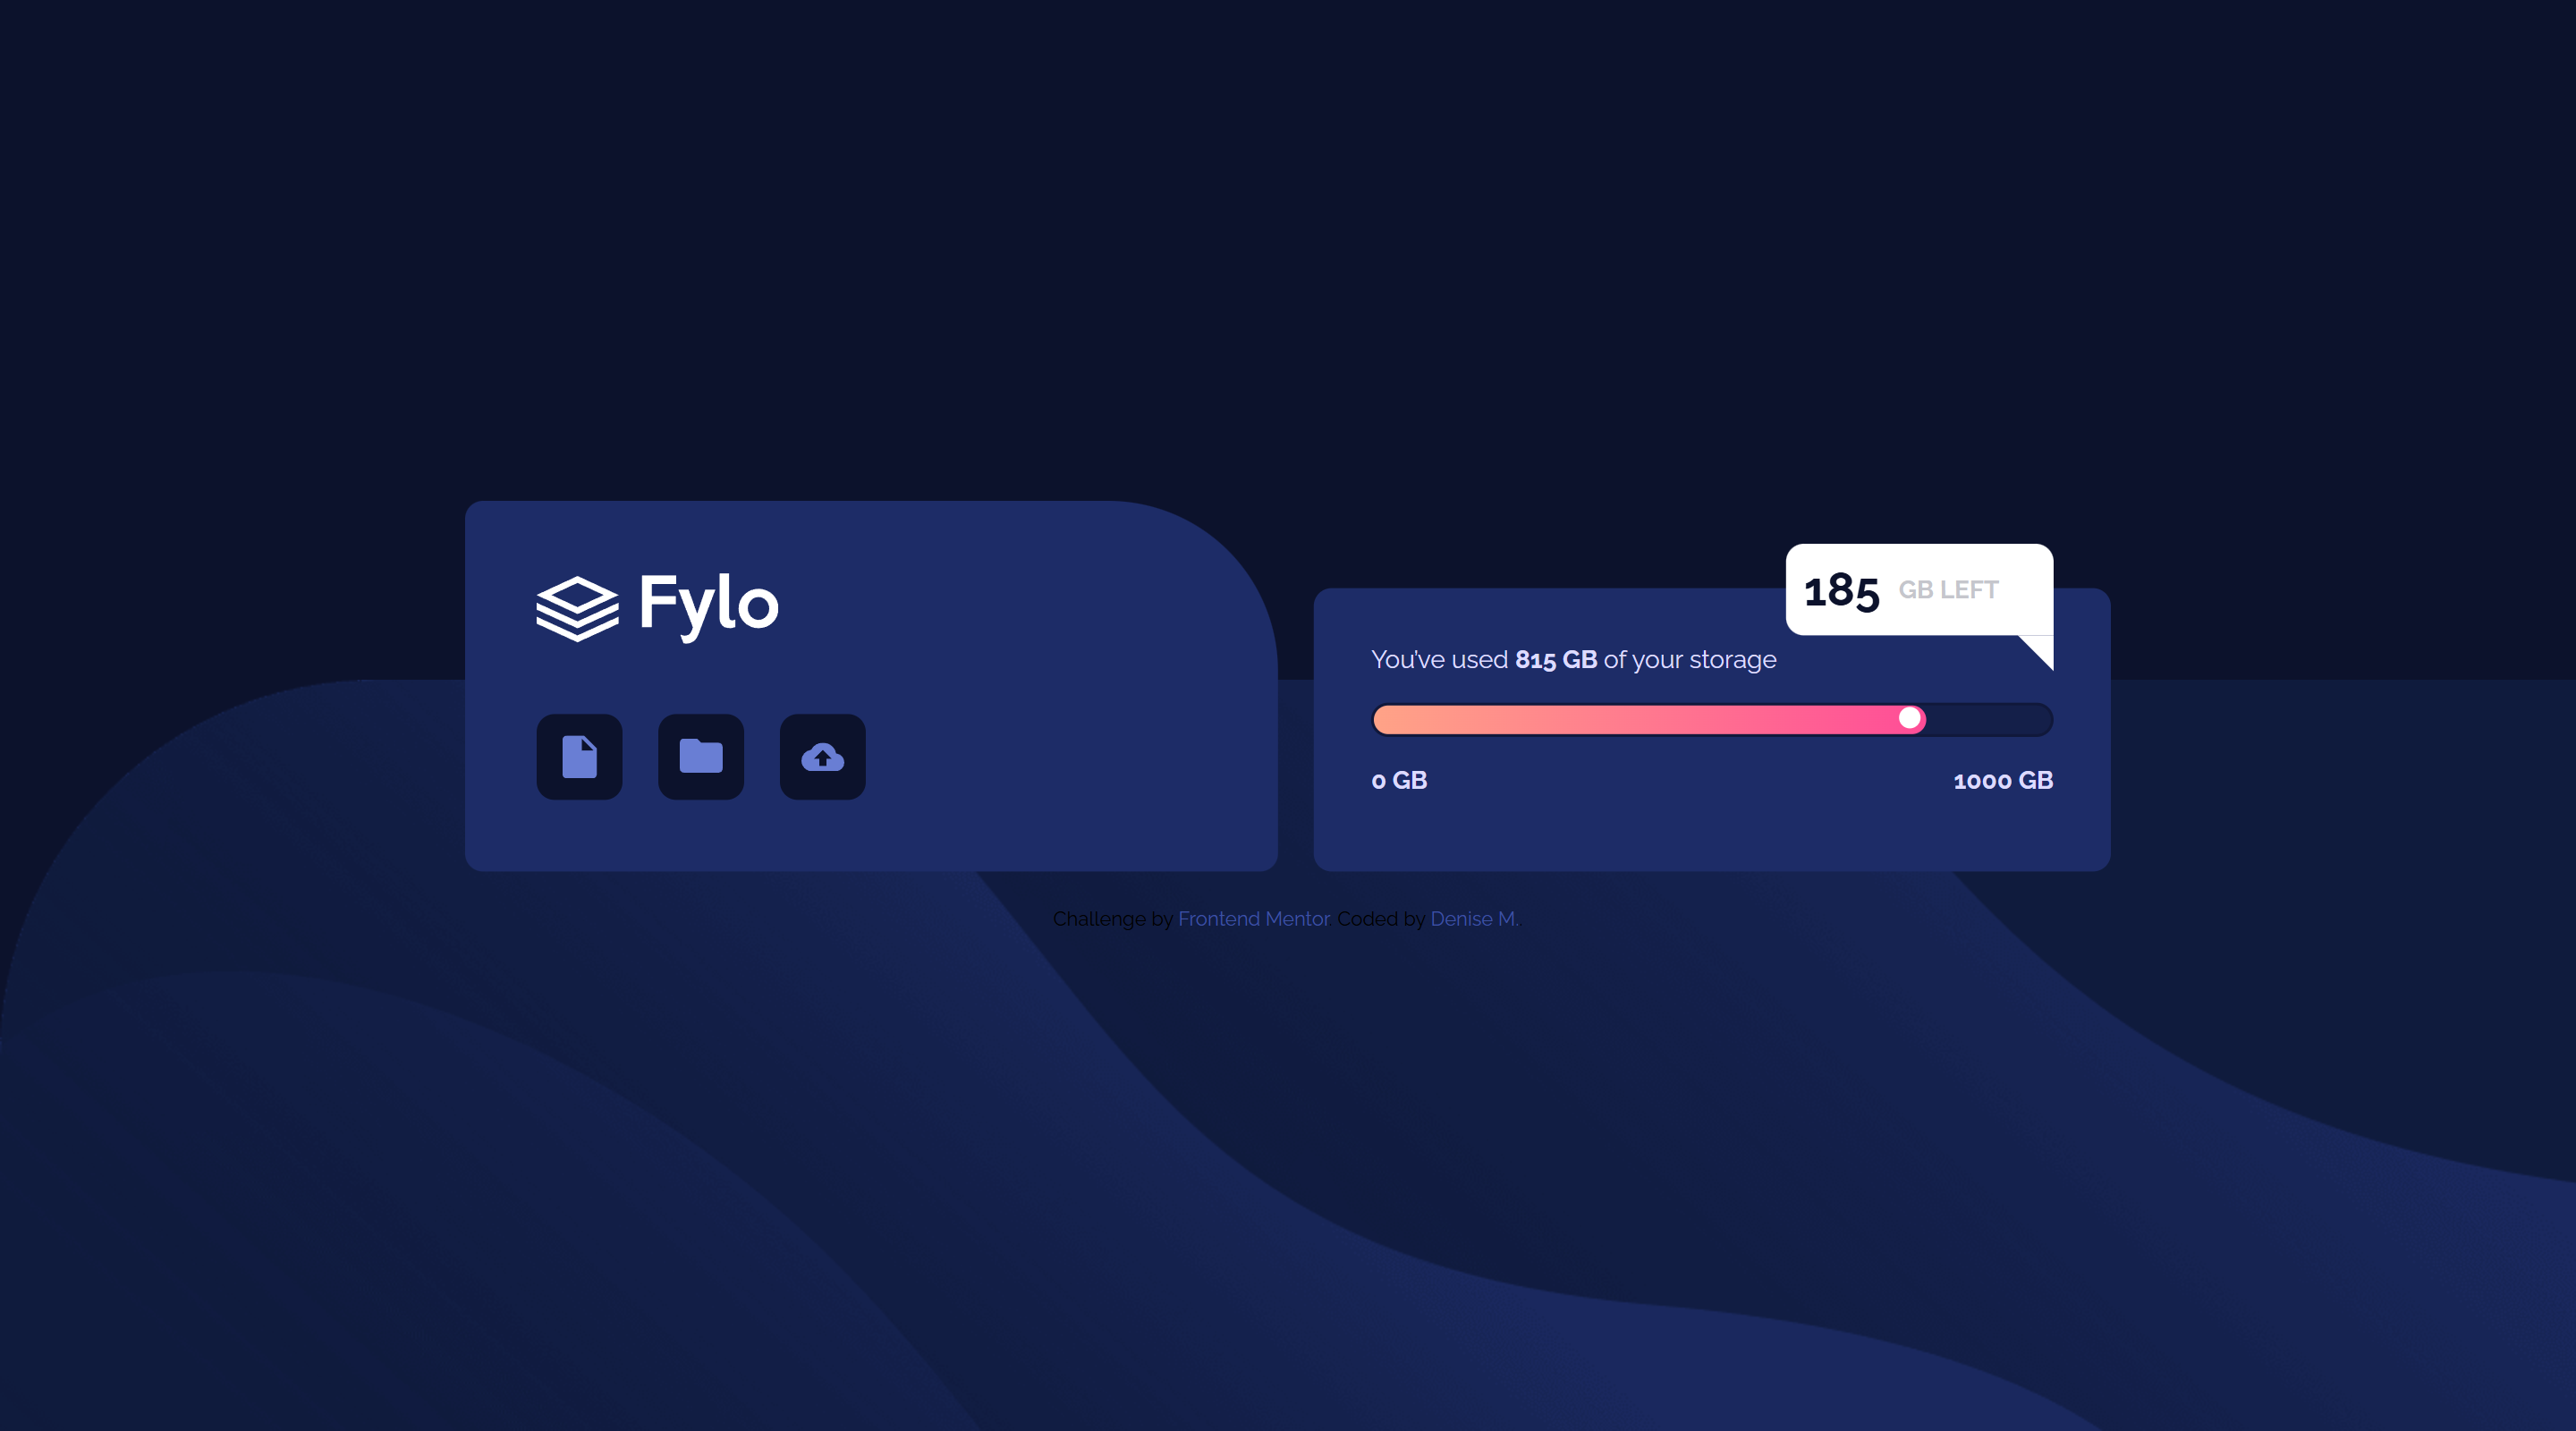 Fylo
185 GB LEFT
You've used 815 GB of your storage
0 GB
1000 GB
Challenge by Frontend Mentor. Coded by Denise M..